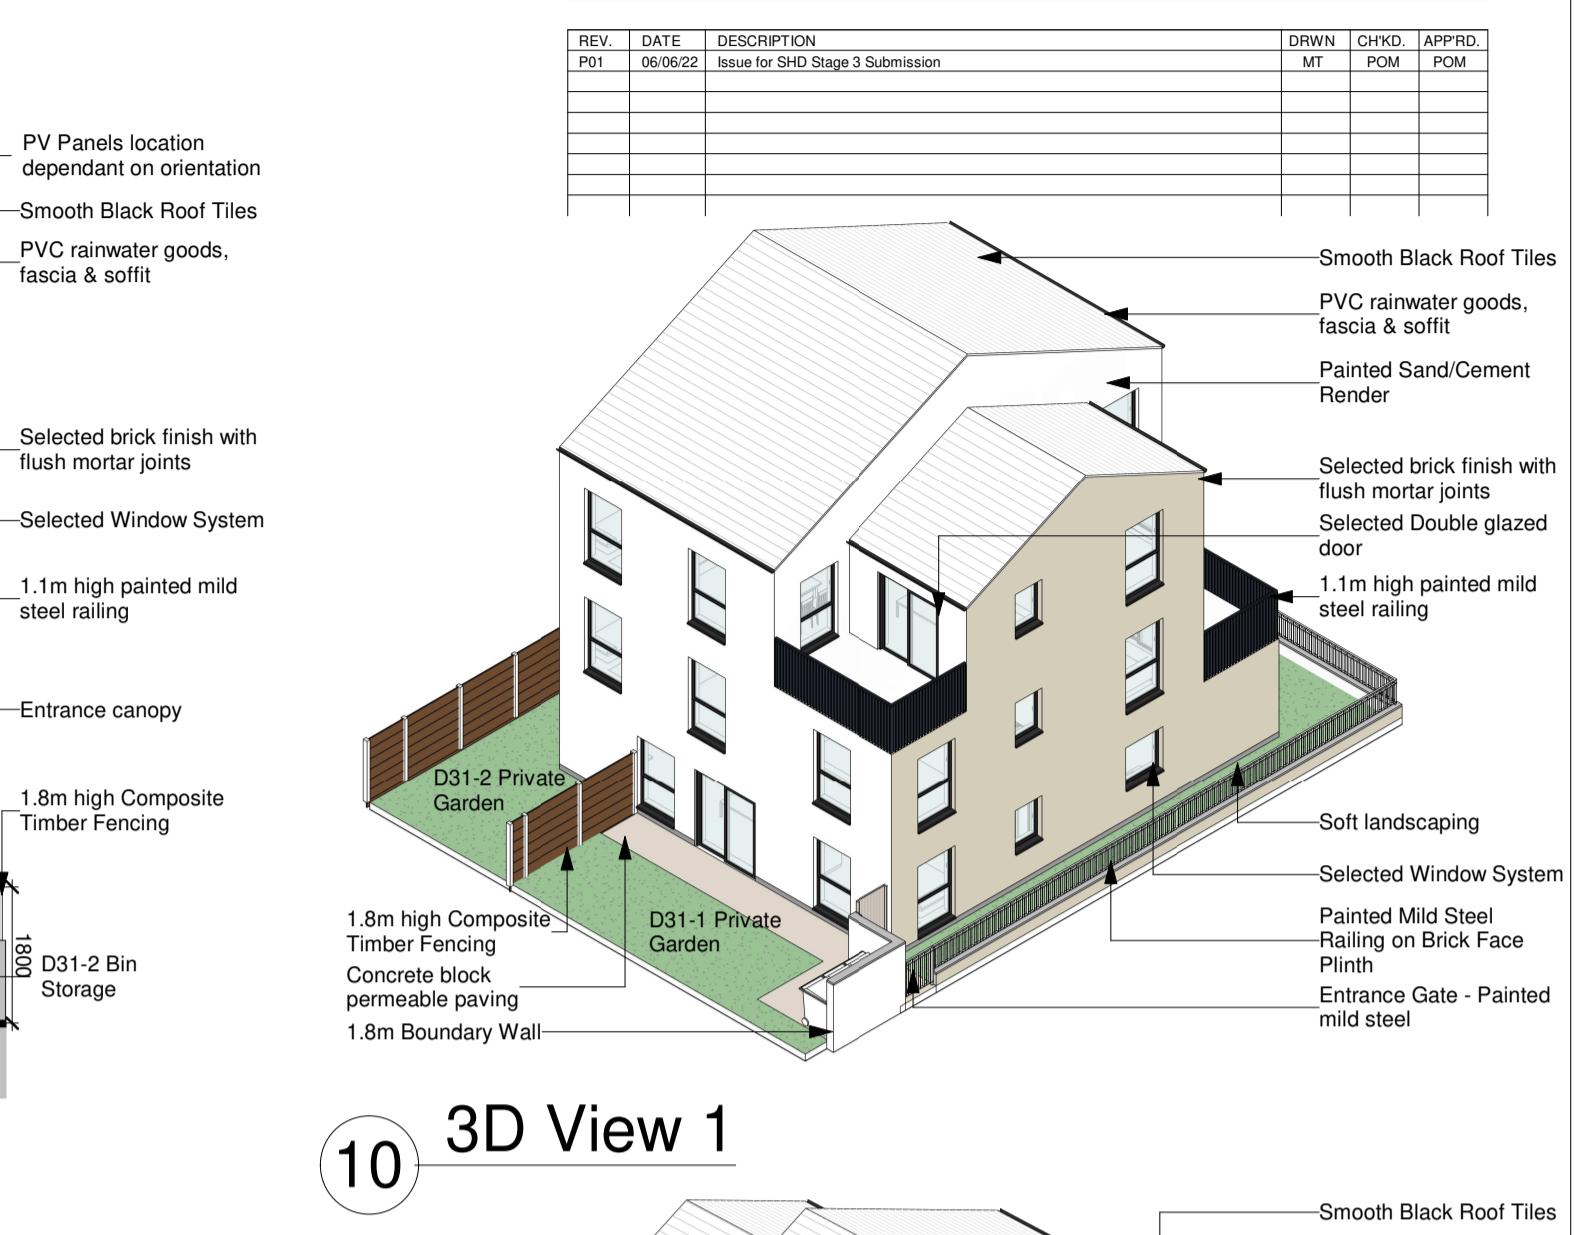 REV. DATE DESCRIPTION DRWN CH'KD. APP'RD.
P01 06/06/22 Issue for SHD Stage 3 Submission MT POM POM
PV Panels location
dependant on orientation
Smooth Black Roof Tiles
PVC rainwater goods,
fascia & soffit
Selected brick finish with
flush mortar joints
Selected Window System
1.1m high painted mild
steel railing
Entrance canopy
1.8m high Composite
Timber Fencing
1800
D31-2 Bin
Storage
Smooth Black Roof Tiles
PVC rainwater goods,
fascia & soffit
Painted Sand/Cement
Render
Selected brick finish with
flush mortar joints
Selected Double glazed
door
1.1m high painted mild
steel railing
D31-2 Private
Garden
D31-1 Private
Garden
1.8m high Composite
Timber Fencing
Concrete block
permeable paving
1.8m Boundary Wall
Soft landscaping
Selected Window System
Painted Mild Steel
Railing on Brick Face
Plinth
Entrance Gate - Painted
mild steel
10 3D View 1
Smooth Black Roof Tiles